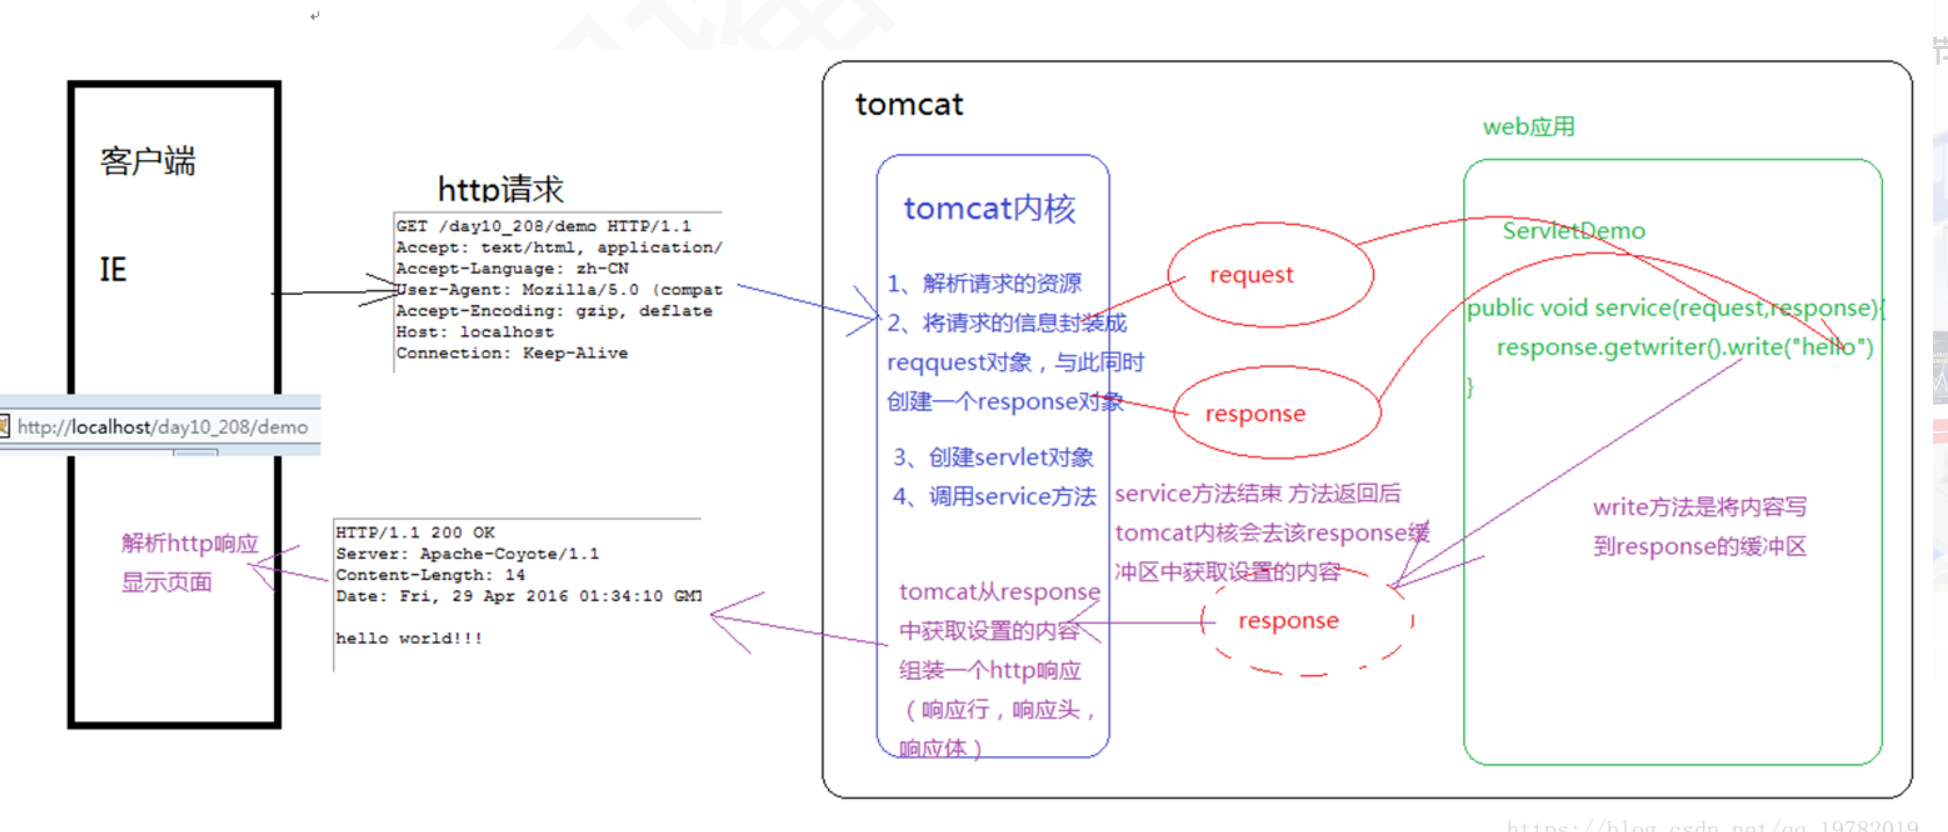 客户端
IE
http://localhost/day10_208/demo
解析http响应
显示页面
http请求
GET /day10_208/demo HTTP/1.1
Accept: text/html, application/
Accept-Language: zh-CN
User-Agent: Mozilla/5.0 (compat
Accept-Encoding: gzip, deflate
Host: localhost
Connection: Keep-Alive
HTTP/1.1 200 OK
Server: Apache-Coyote/1.1
Content-Length: 14
Date: Fri, 29 Apr 2016 01:34:10 GMT
hello world!!!
tomcat
tomcat内核
1、解析请求的资源
2、将请求的信息封装成
reqquest对象，与此同时
创建一个response对象
3、创建servlet对象
4、调用service方法
tomcat从response
中获取设置的内容
组装一个http响应
（响应行，响应头，
响应体）
request
response
service方法结束 方法返回后
tomcat内核会去该response缓
冲区中获取设置的内容
response
web应用
ServletDemo
public void service(request,response){
response.getwriter().write("hello")
}
write方法是将内容写
到response的缓冲区
节
https://blog.csdn.net/qq_19782019